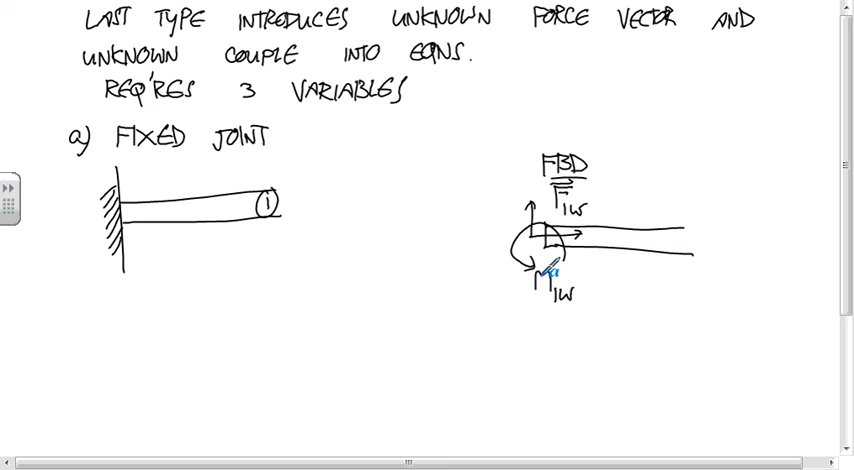 LAST TYPE INTRODUCES UNKNOWN FORCE VECTOR AND
UNKNOWN COUPLE INTO EQNS.
REQ'RES 3 VARIABLES
a) FIXED JOINT
1
FBD
F1W
M1W